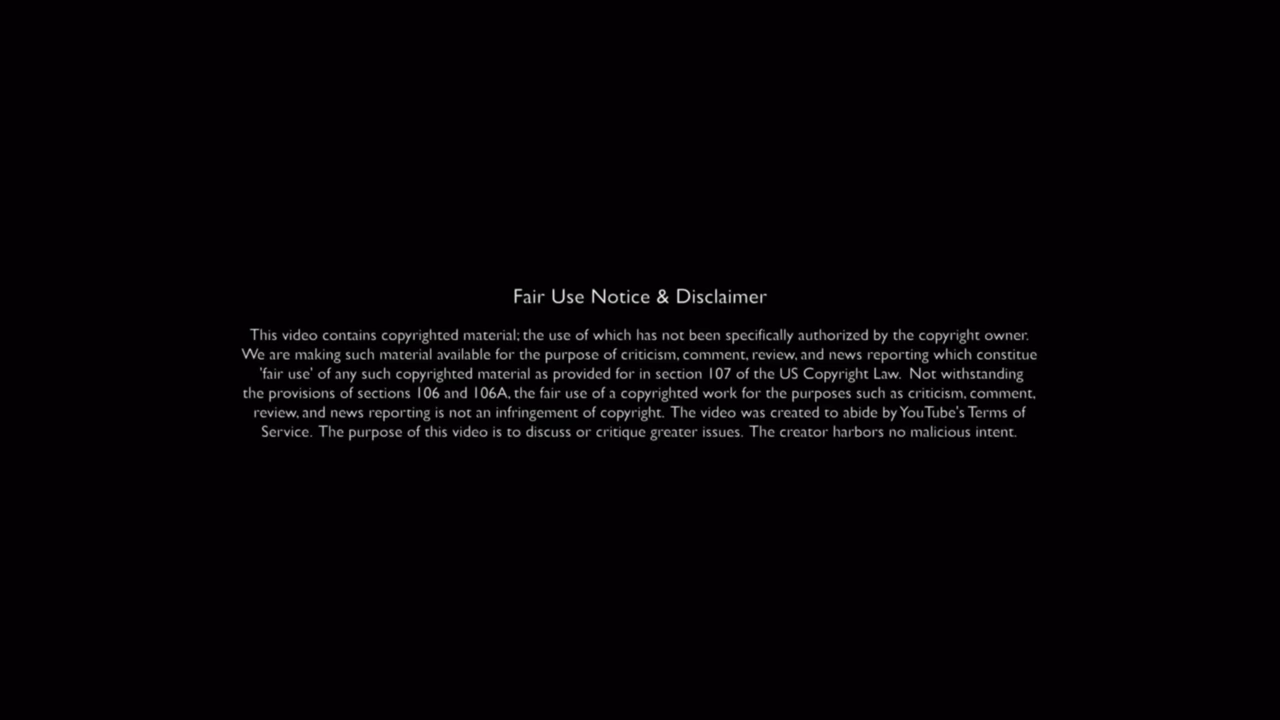 Fair Use Notice & Disclaimer
This video contains copyrighted material; the use of which has not been specifically authorized by the copyright owner.
We are making such material available for the purpose of criticism, comment, review, and news reporting which constitue
'fair use' of any such copyrighted material as provided for in section 107 of the US Copyright Law. Not withstanding
the provisions of sections 106 and 106A, the fair use of a copyrighted work for the purposes such as criticism, comment,
review, and news reporting is not an infringement of copyright. The video was created to abide by YouTube's Terms of
Service. The purpose of this video is to discuss or critique greater issues. The creator harbors no malicious intent.